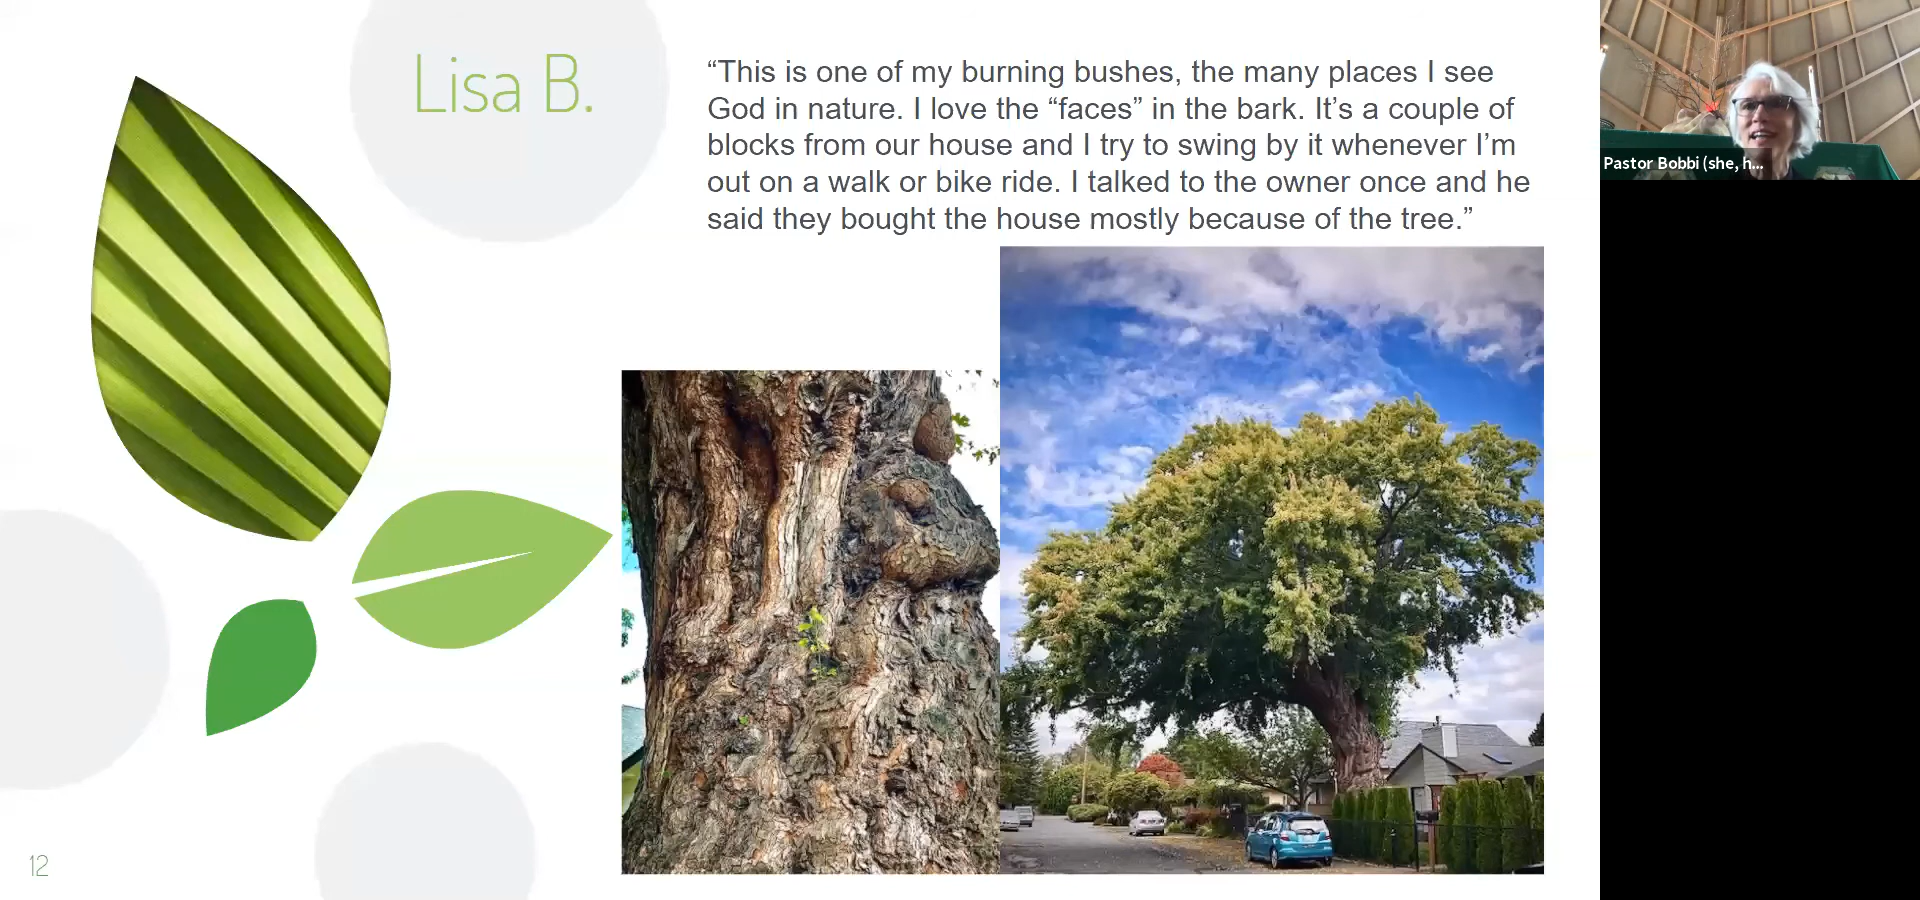 Lisa B.
“This is one of my burning bushes, the many places I see
God in nature. I love the “faces” in the bark. It’s a couple of
blocks from our house and I try to swing by it whenever I’m
out on a walk or bike ride. I talked to the owner once and he
said they bought the house mostly because of the tree.”
Pastor Bobbi (she, h...
12